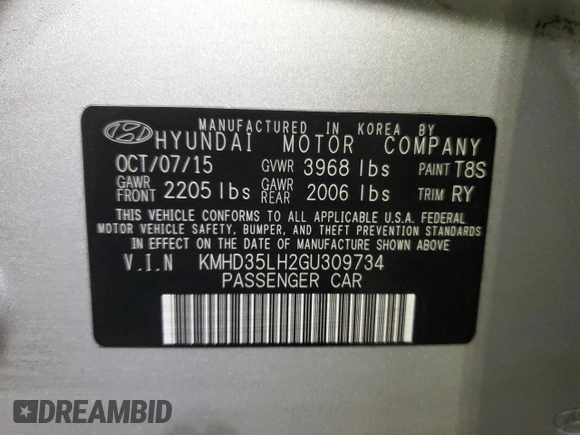 MANUFACTURED IN KOREA BY
HYUNDAI MOTOR COMPANY
OCT/07/15 GVWR 3968 lbs PAINT T8S
GAWR FRONT 2205 lbs GAWR REAR 2006 lbs TRIM RY
THIS VEHICLE CONFORMS TO ALL APPLICABLE U.S.A. FEDERAL
MOTOR VEHICLE SAFETY, BUMPER, AND THEFT PREVENTION STANDARDS
IN EFFECT ON THE DATE OF MANUFACTURE SHOWN ABOVE
V.I.N KMHD35LH2GU309734
PASSENGER CAR
DREAMBID